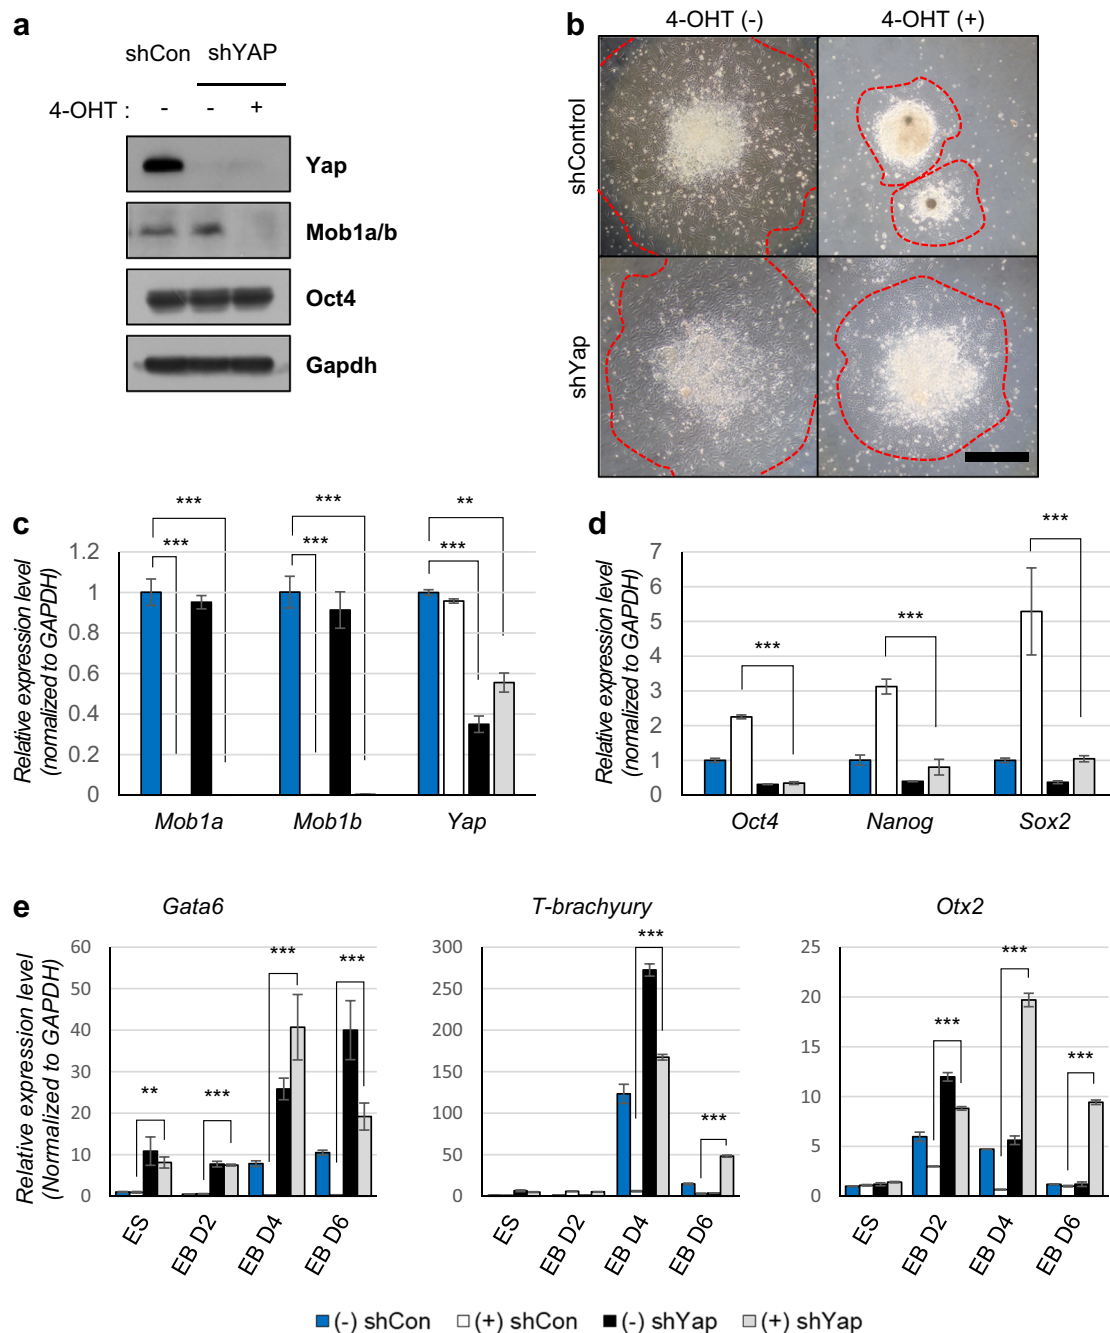 a
shCon shYAP
4-OHT : - - +
Yap
Mob1a/b
Oct4
Gapdh
b
4-OHT (-) 4-OHT (+)
shControl
shYap
c
Relative expression level
(nomalized to GAPDH)
1.2
1
0.8
0.6
0.4
0.2
0
*** *** **
*** *** ***
Mob1a Mob1b Yap
d
Relative expression level
(nomalized to GAPDH)
7
6
5
4
3
2
1
0
***
***
***
Oct4 Nanog Sox2
e
Relative expression level
(Normalized to GAPDH)
Gata6
60
50
40
30
20
10
0
** *** *** ***
ES EB D2 EB D4 EB D6
T-brachyury
300
250
200
150
100
50
0
*** ***
ES EB D2 EB D4 EB D6
Otx2
25
20
15
10
5
0
*** *** ***
ES EB D2 EB D4 EB D6
(-) shCon (+) shCon (-) shYap (+) shYap